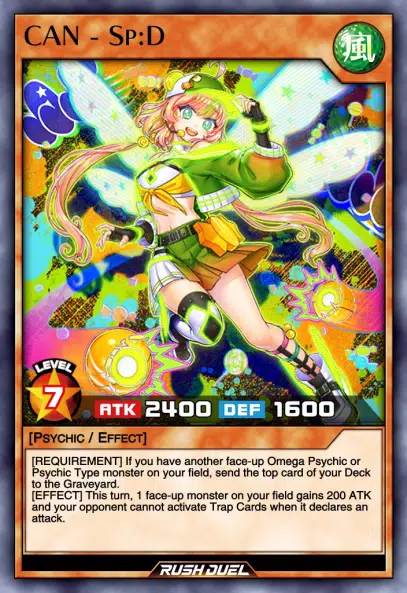 CAN - Sp:D
風
LEVEL
7
ATK 2400 DEF 1600
[Psychic / Effect]
[REQUIREMENT] If you have another face-up Omega Psychic or
Psychic Type monster on your field, send the top card of your Deck
to the Graveyard.
[EFFECT] This turn, 1 face-up monster on your field gains 200 ATK
and your opponent cannot activate Trap Cards when it declares an
attack.
RUSH DUEL